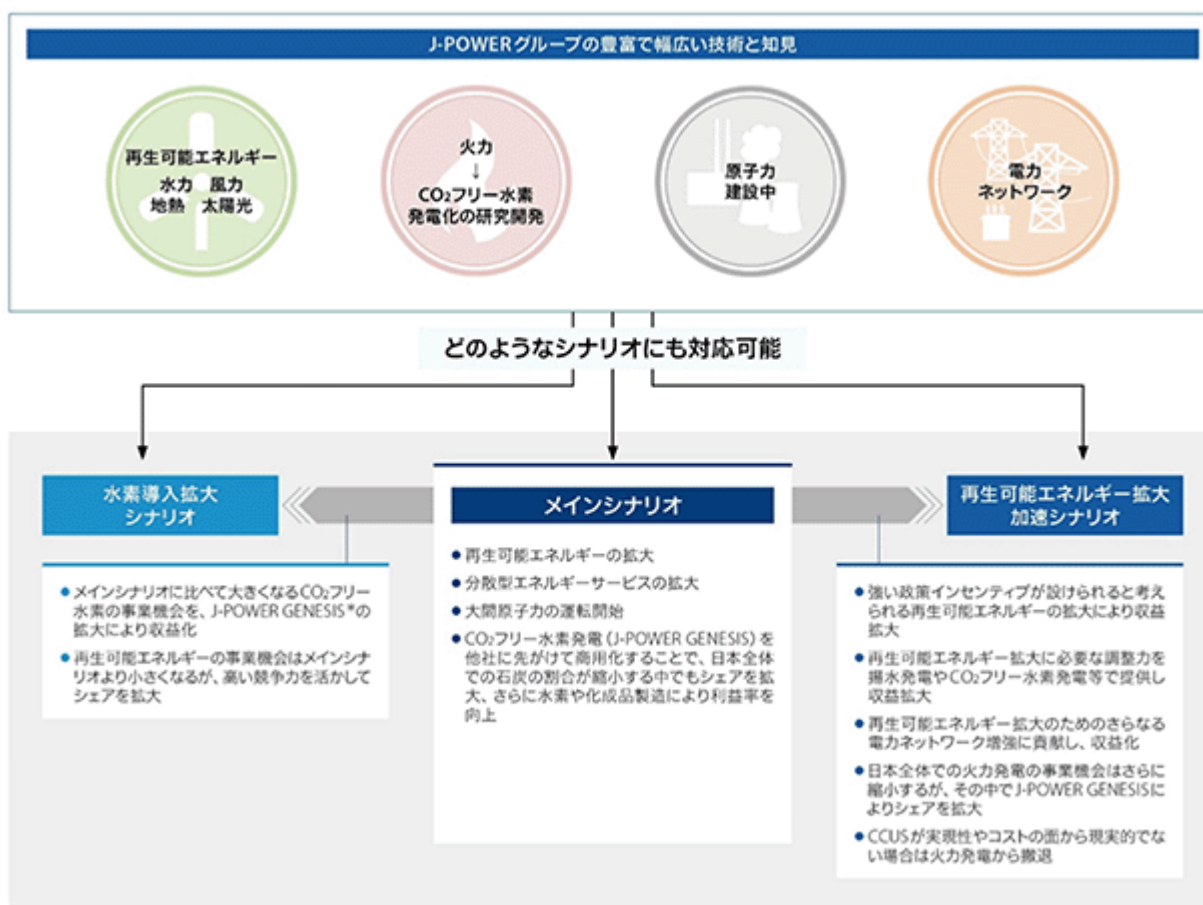 J-POWERグループの豊富で幅広い技術と知見
再生可能エネルギー
水力 風力
地熱 太陽光
火力
↓
CO₂フリー水素
発電化の研究開発
原子力
建設中
電力
ネットワーク
どのようなシナリオにも対応可能
水素導入拡大
シナリオ
● メインシナリオに比べて大きくなるCO₂フリー
水素の事業機会を、J-POWER GENESIS*の
拡大により収益化
● 再生可能エネルギーの事業機会はメインシナ
リオより小さくなるが、高い競争力を活かして
シェアを拡大
メインシナリオ
● 再生可能エネルギーの拡大
● 分散型エネルギーサービスの拡大
● 大間原子力の運転開始
● CO₂フリー水素発電（J-POWER GENESIS）を
他社に先がけて商用化することで、日本全体
での石炭の割合が縮小する中でもシェアを拡
大、さらに水素や化成品製造により利益率を
向上
再生可能エネルギー拡大
加速シナリオ
● 強い政策インセンティブが設けられると考え
られる再生可能エネルギーの拡大により収益
拡大
● 再生可能エネルギー拡大に必要な調整力を
揚水発電やCO₂フリー水素発電等で提供し
収益拡大
● 再生可能エネルギー拡大のためのさらなる
電力ネットワーク増強に貢献し、収益化
● 日本全体での火力発電の事業機会はさらに
縮小するが、その中でJ-POWER GENESISに
よりシェアを拡大
● CCUSが実現性やコストの面から現実的でな
い場合は火力発電から撤退